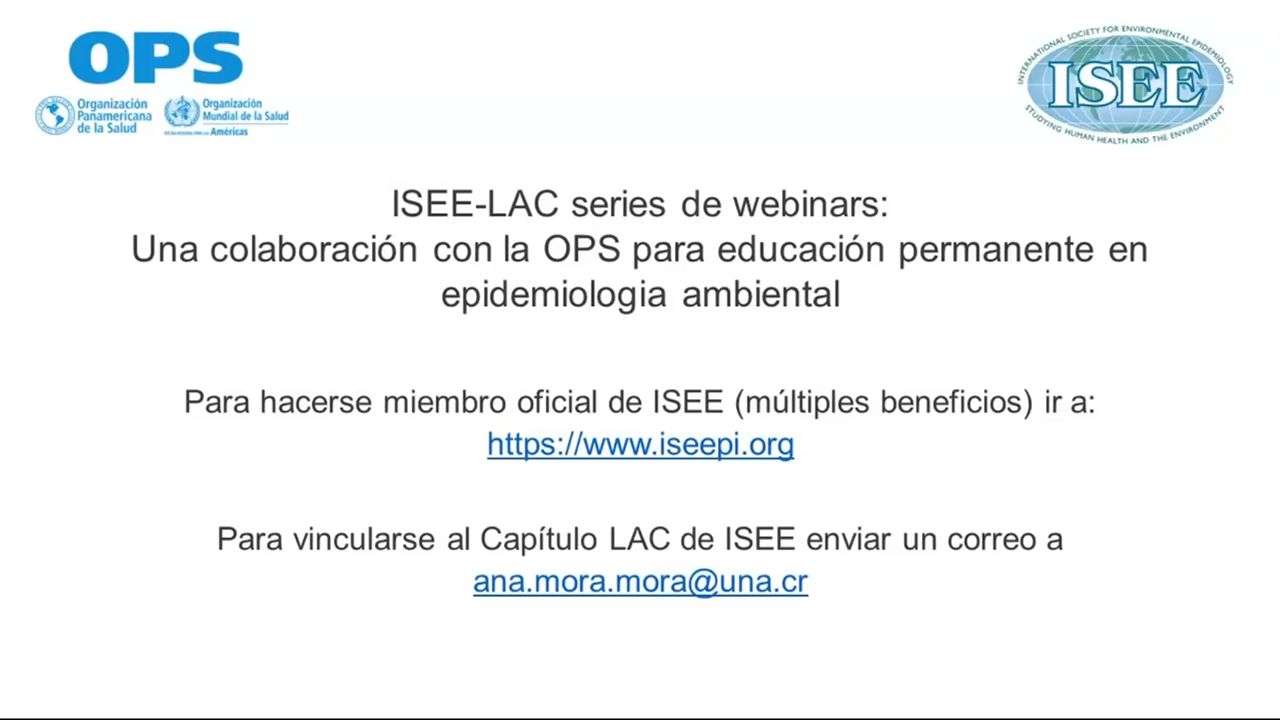 OPS
Organización
Panamericana
de la Salud
Organización
Mundial de la Salud
Américas
INTERNATIONAL SOCIETY FOR ENVIRONMENTAL EPIDEMIOLOGY
ISEE
STUDYING HUMAN HEALTH AND THE ENVIRONMENT
ISEE-LAC series de webinars:
Una colaboración con la OPS para educación permanente en
epidemiologia ambiental
Para hacerse miembro oficial de ISEE (múltiples beneficios) ir a:
https://www.iseepi.org
Para vincularse al Capítulo LAC de ISEE enviar un correo a
ana.mora.mora@una.cr